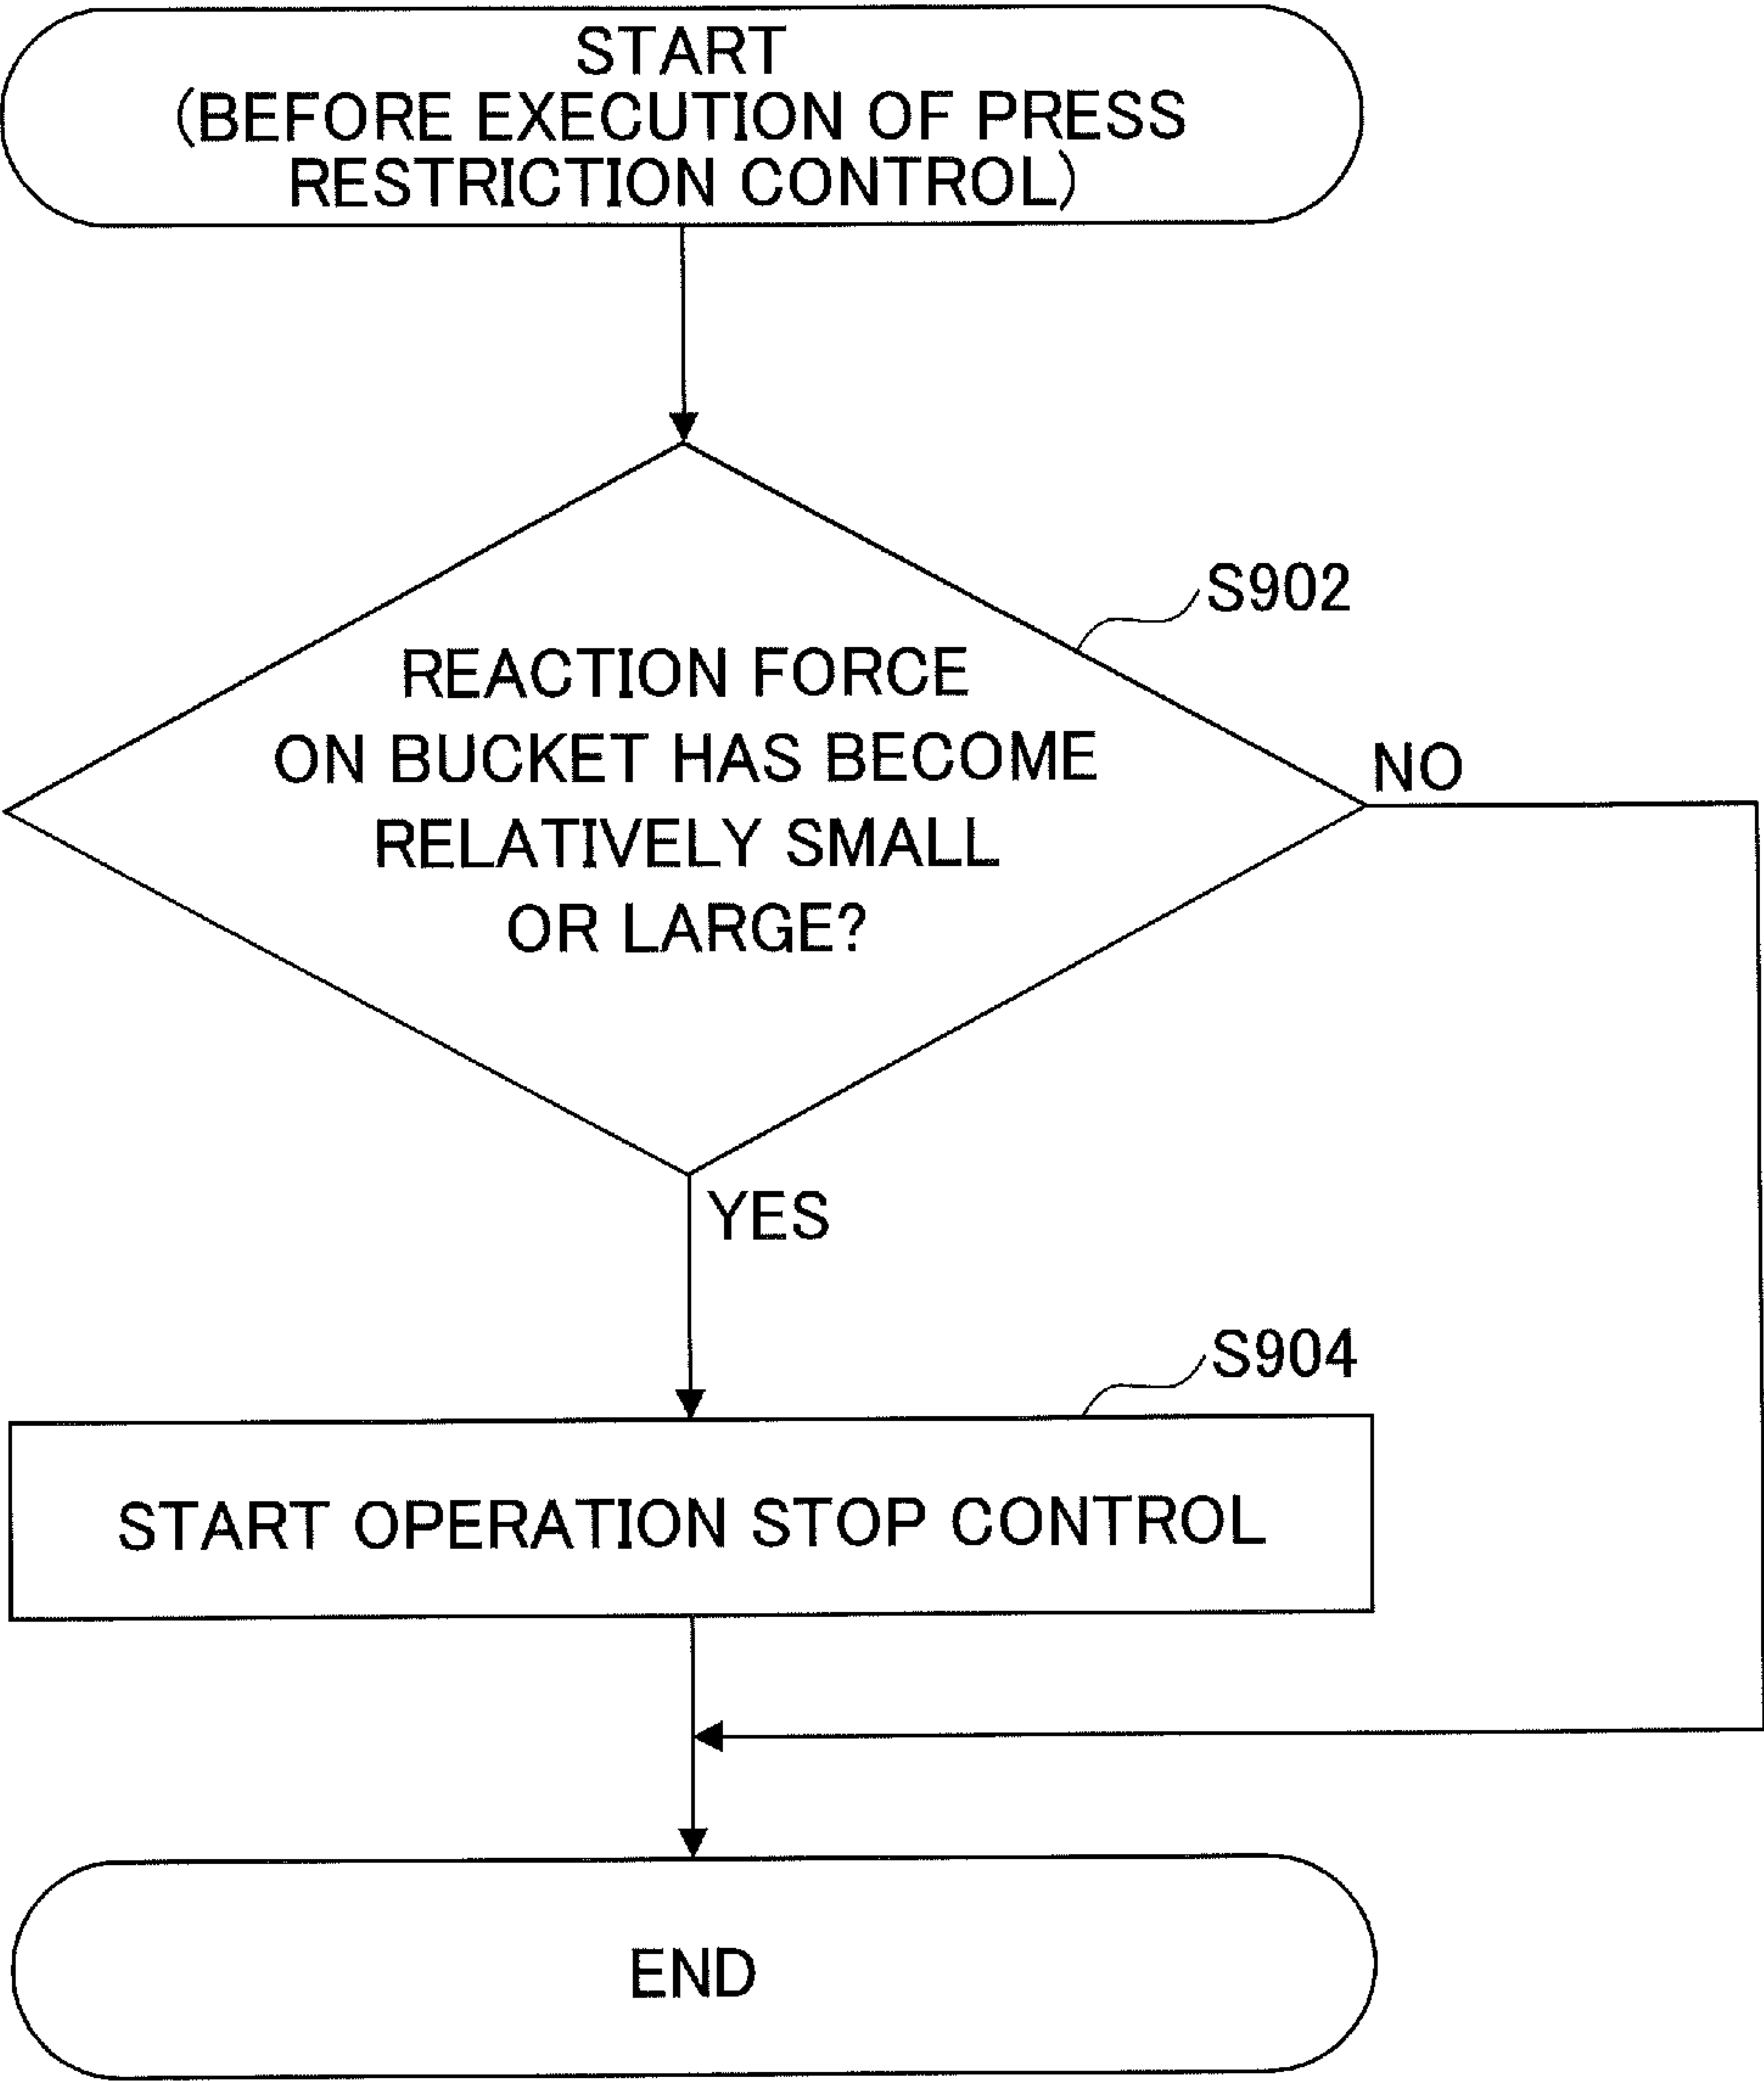 START
(BEFORE EXECUTION OF PRESS
RESTRICTION CONTROL)
S902
REACTION FORCE
ON BUCKET HAS BECOME
RELATIVELY SMALL
OR LARGE?
NO
YES
S904
START OPERATION STOP CONTROL
END